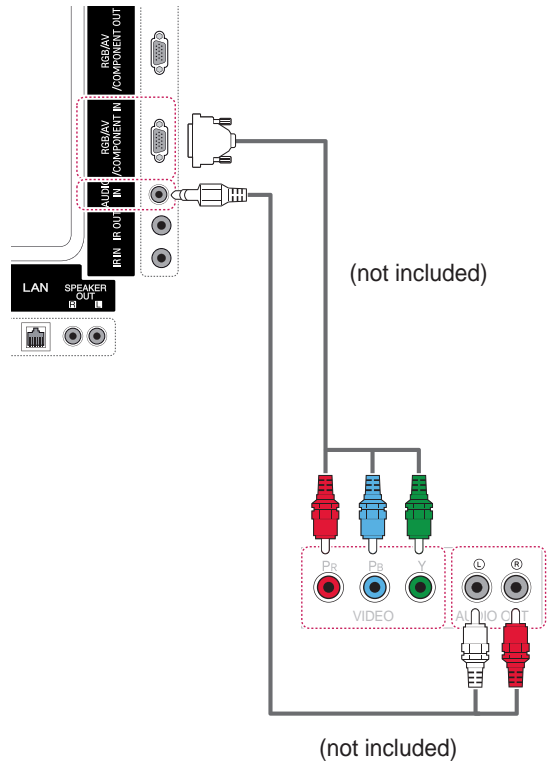 RGB/AV
/COMPONENT OUT
RGB/AV
/COMPONENT IN
AUDIO
IN
IR OUT
IR IN
LAN
SPEAKER
OUT
R L
(not included)
PR PB Y
VIDEO
L R
AUDIO OUT
(not included)